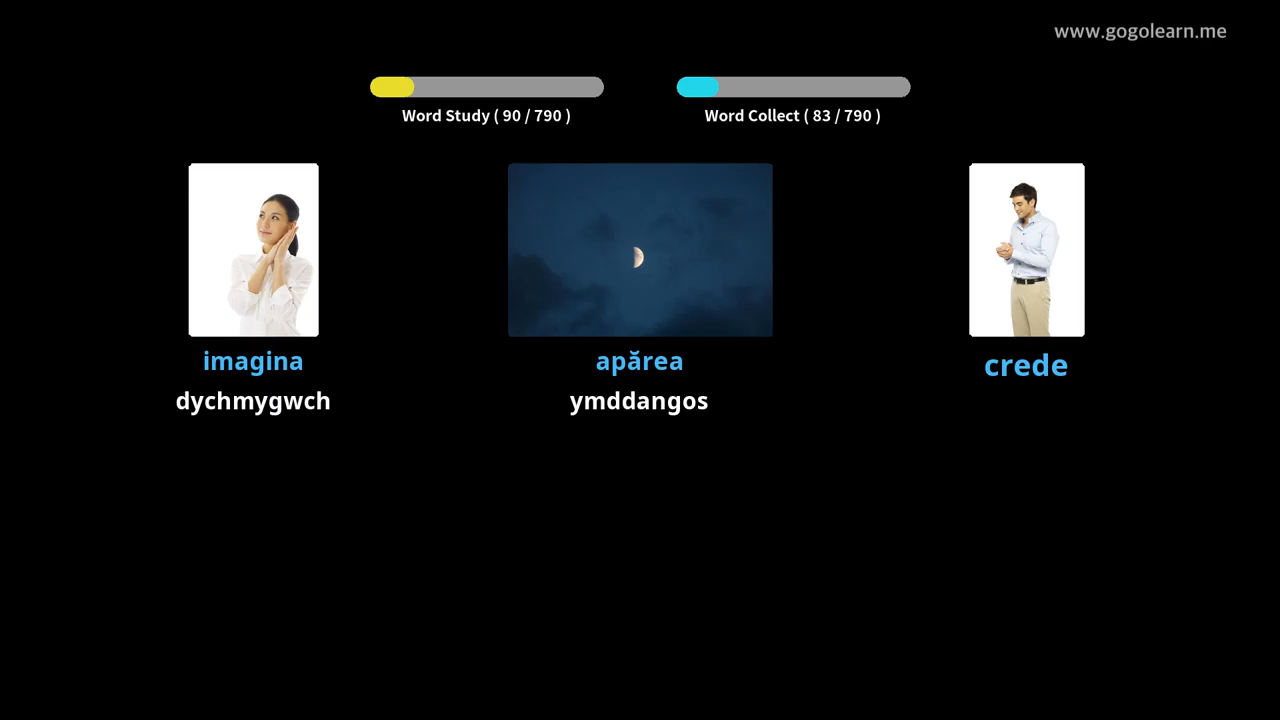 www.gogolearn.me
Word Study ( 90 / 790 )
Word Collect ( 83 / 790 )
imagina
dychmygwch
apărea
ymddangos
crede